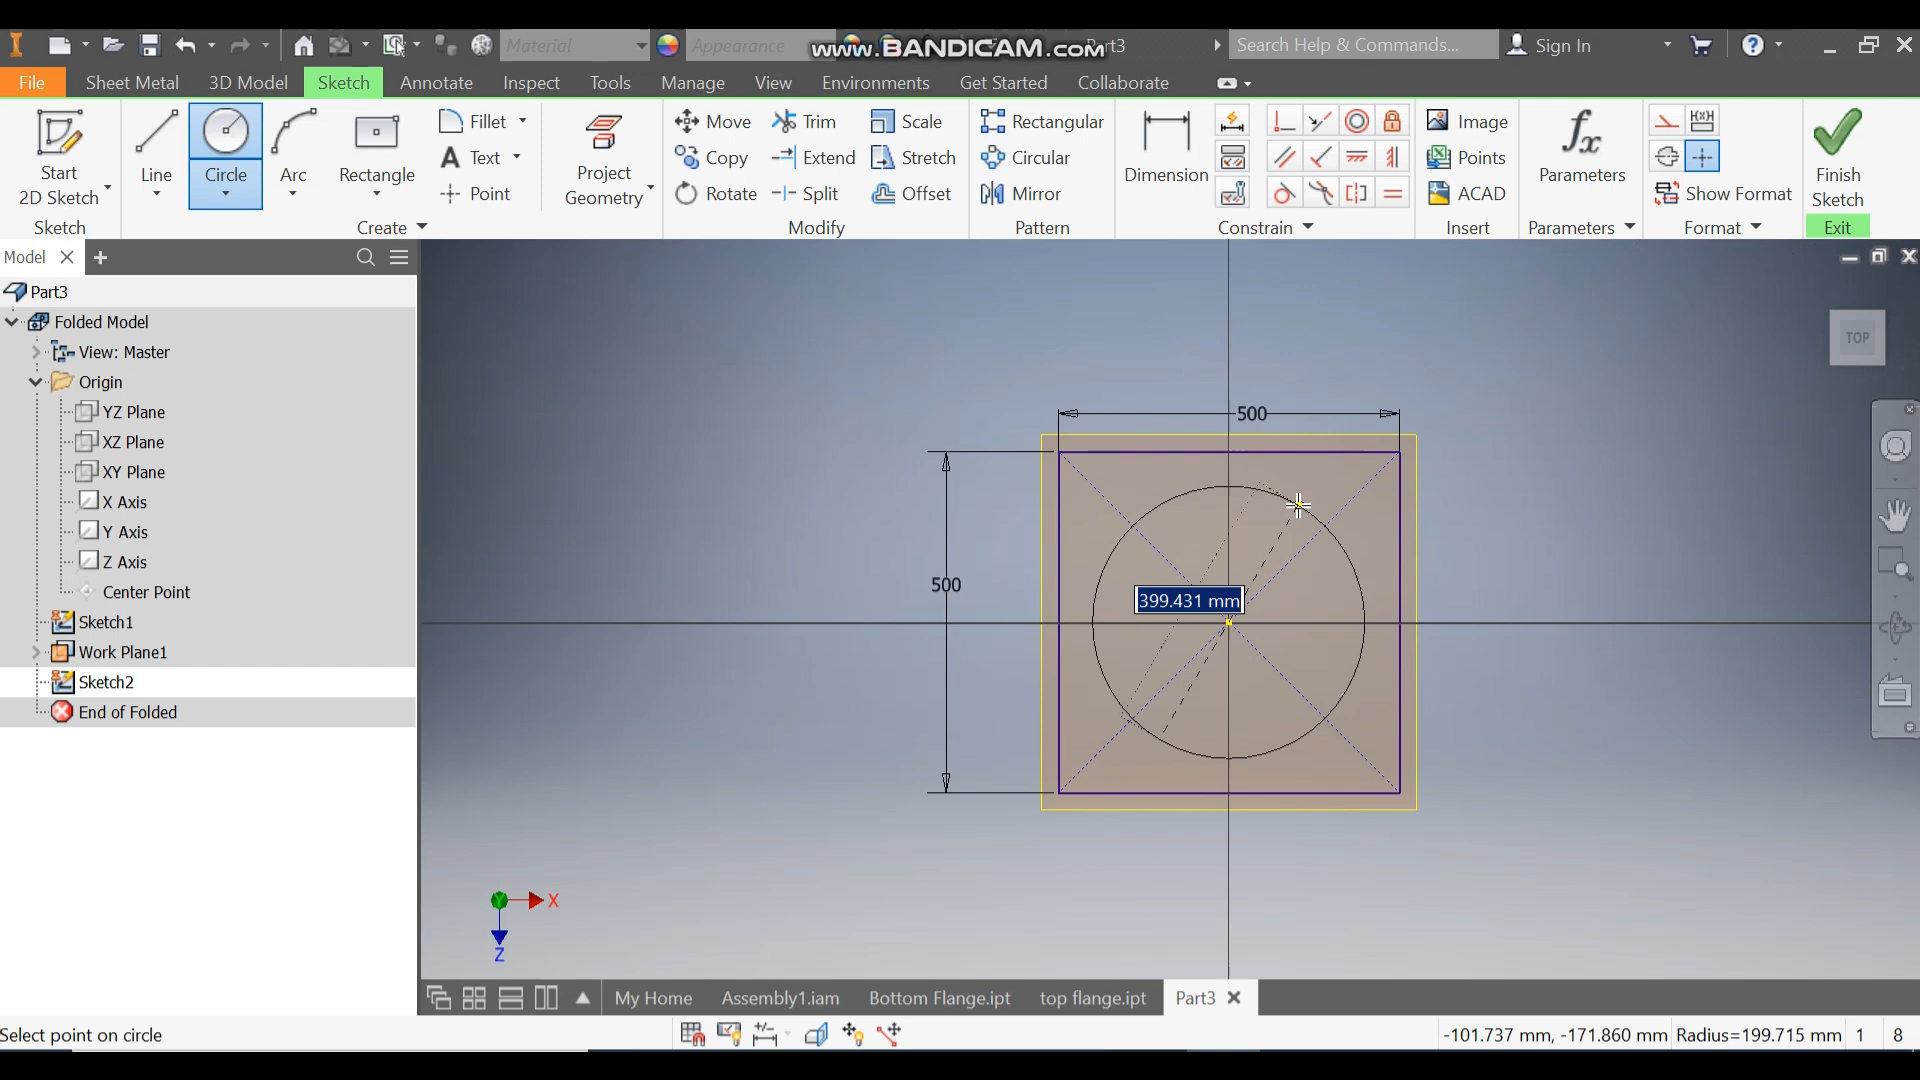 Material
Appearance
www.BANDICAM.com
Part3
Search Help & Commands...
Sign In
File
Sheet Metal
3D Model
Sketch
Annotate
Inspect
Tools
Manage
View
Environments
Get Started
Collaborate
Start
2D Sketch
Line
Circle
Arc
Rectangle
Fillet
Text
Point
Project
Geometry
Move
Copy
Rotate
Trim
Extend
Split
Scale
Stretch
Offset
Rectangular
Circular
Mirror
Dimension
Image
Points
ACAD
Parameters
Show Format
Finish
Sketch
Sketch
Create
Modify
Pattern
Constrain
Insert
Parameters
Format
Exit
Model
Part3
Folded Model
View: Master
Origin
YZ Plane
XZ Plane
XY Plane
X Axis
Y Axis
Z Axis
Center Point
Sketch1
Work Plane1
Sketch2
End of Folded
TOP
500
500
399.431 mm
X
Z
My Home
Assembly1.iam
Bottom Flange.ipt
top flange.ipt
Part3
Select point on circle
-101.737 mm, -171.860 mm
Radius=199.715 mm
1
8